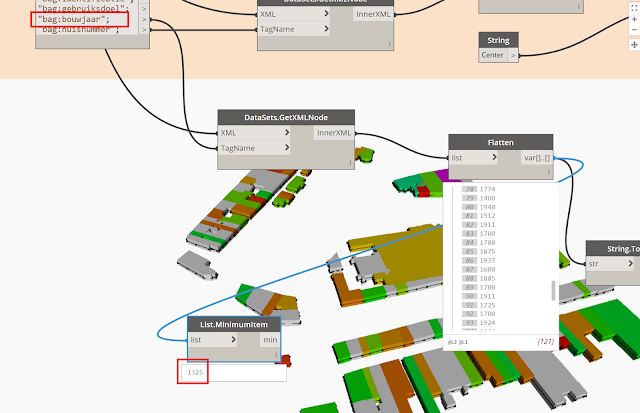 "bag:gebruiksdoel"; >
"bag:bouwjaar"; >
"bag:huisnummer"; >
DataSets.GetXMLNode
XML > InnerXML
TagName >
String
Center >
DataSets.GetXMLNode
XML > InnerXML
TagName >
Flatten
list > var[]..[]
78 1774
79 1400
80 1940
81 1912
82 1911
83 1700
84 1700
85 1875
86 1937
87 1600
88 1885
89 1700
90 1911
91 1725
92 1700
93 1924
@L2 @L1 {121}
String.To
str >
List.MinimumItem
list > min
1325